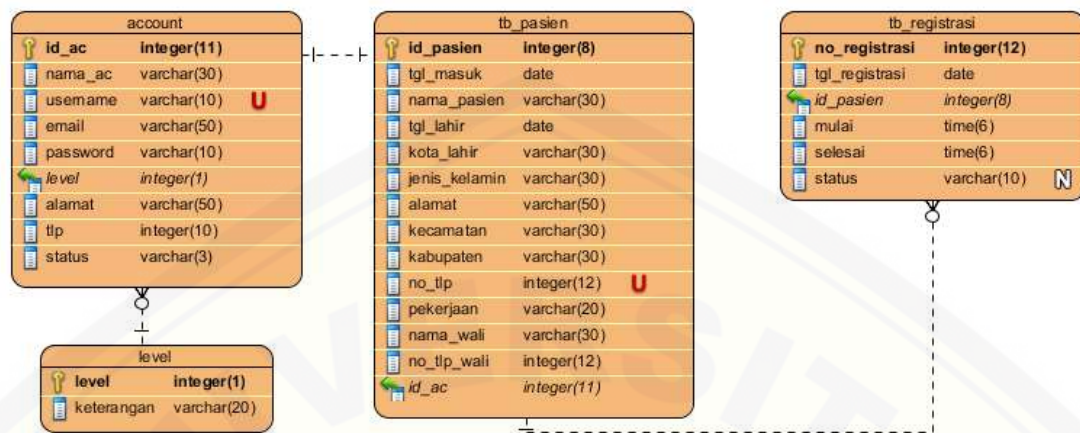 account
id_ac integer(11)
nama_ac varchar(30)
username varchar(10) U
email varchar(50)
password varchar(10)
level integer(1)
alamat varchar(50)
tlp integer(10)
status varchar(3)
level
level integer(1)
keterangan varchar(20)
tb_pasien
id_pasien integer(8)
tgl_masuk date
nama_pasien varchar(30)
tgl_lahir date
kota_lahir varchar(30)
jenis_kelamin varchar(30)
alamat varchar(50)
kecamatan varchar(30)
kabupaten varchar(30)
no_tlp integer(12) U
pekerjaan varchar(20)
nama_wali varchar(30)
no_tlp_wali integer(12)
id_ac integer(11)
tb_registrasi
no_registrasi integer(12)
tgl_registrasi date
id_pasien integer(8)
mulai time(6)
selesai time(6)
status varchar(10) N